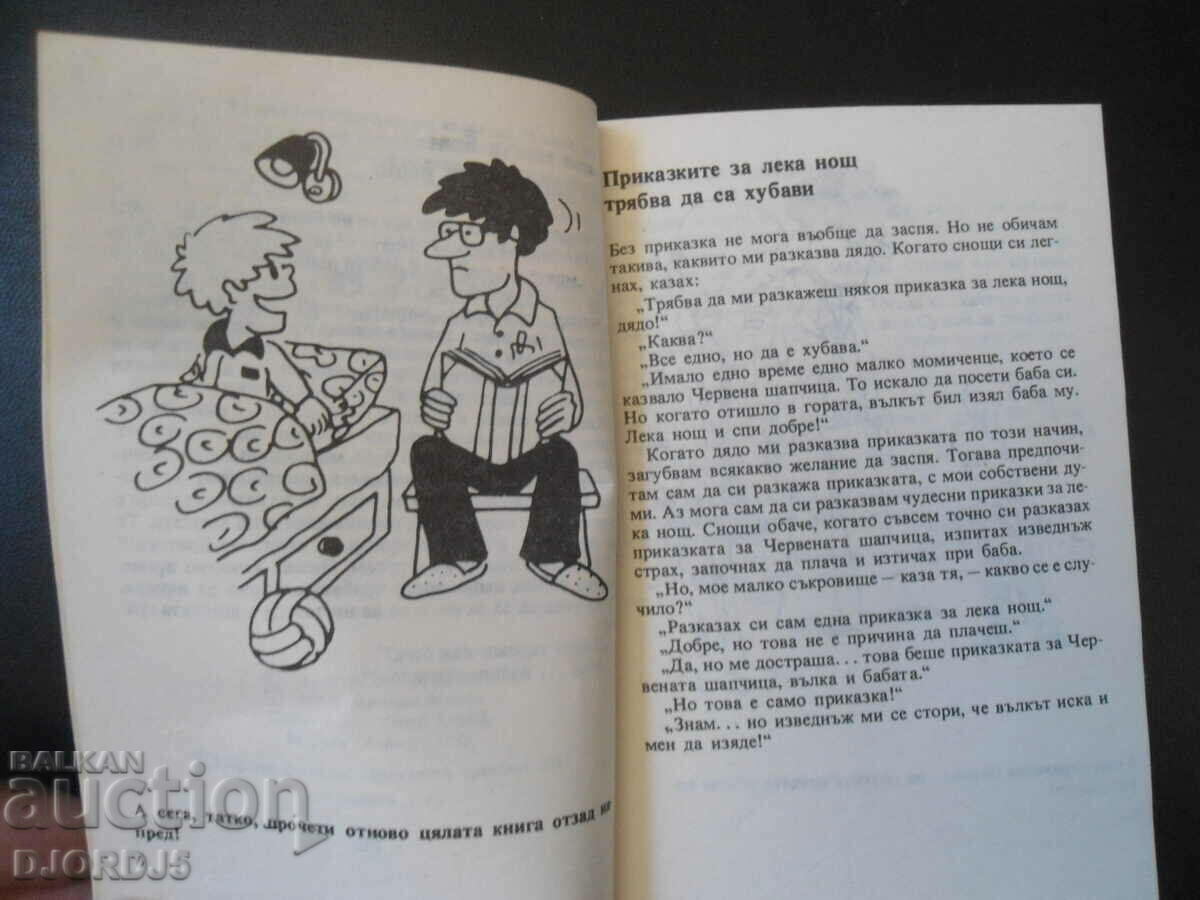 А сега, татко, прочети отново цялата книга отзад на-
пред!
Приказките за лека нощ
трябва да са хубави
Без приказка не мога въобще да заспя. Но не обичам
такива, каквито ми разказва дядо. Когато снощи си лег-
нах, казах:
„Трябва да ми разкажеш някоя приказка за лека нощ,
дядо!“
„Каква?“
„Все едно, но да е хубава.“
„Имало едно време едно малко момиченце, което се
казвало Червена шапчица. То искало да посети баба си.
Но когато отишло в гората, вълкът бил изял баба му.
Лека нощ и спи добре!“
Когато дядо ми разказва приказката по този начин,
загубвам всякакво желание да заспя. Тогава предпочи-
там сам да си разкажа приказката, с мои собствени ду-
ми. Аз мога сам да си разказвам чудесни приказки за ле-
ка нощ. Снощи обаче, когато съвсем точно си разказах
приказката за Червената шапчица, изпитах изведнъж
страх, започнах да плача и изтичах при баба.
„Но, мое малко съкровище – каза тя, – какво се е слу-
чило?“
„Разказах си сам една приказка за лека нощ.“
„Добре, но това не е причина да плачеш.“
„Да, но ме достраша. . . това беше приказката за Чер-
вената шапчица, вълка и бабата.“
„Но това е само приказка!“
„Знам. . . но изведнъж ми се стори, че вълкът иска и
мен да изяде!“
BALKAN
auction
DJORDJ5